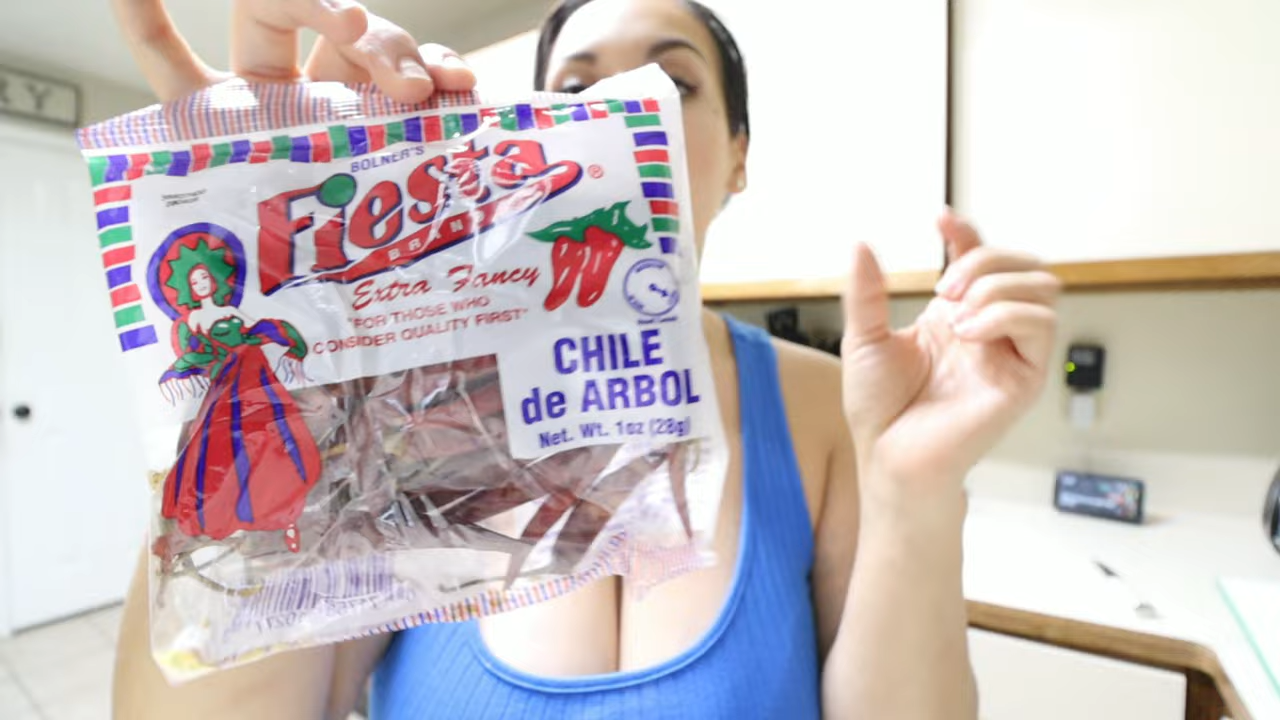 BOLNER'S
Fiesta®
BRAND
Extra Fancy
"FOR THOSE WHO
CONSIDER QUALITY FIRST"
CHILE
de ARBOL
Net. Wt. 1oz (28g)